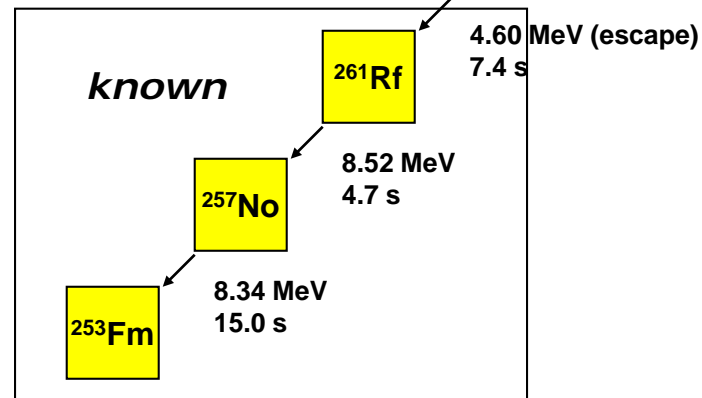 4.60 MeV (escape)
7.4 s
known
²⁶¹Rf
8.52 MeV
4.7 s
²⁵⁷No
8.34 MeV
15.0 s
²⁵³Fm